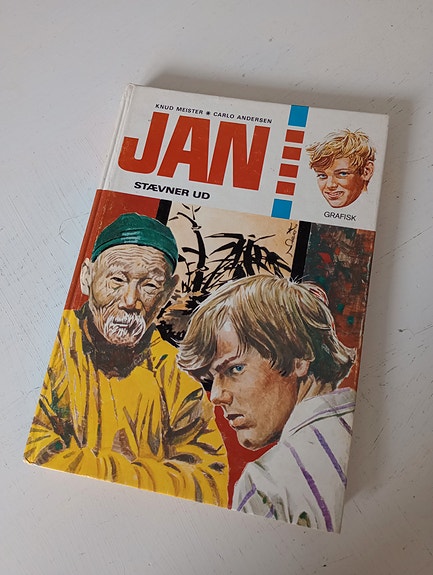 KNUD MEISTER ● CARLO ANDERSEN
JAN
STÆVNER UD
GRAFISK